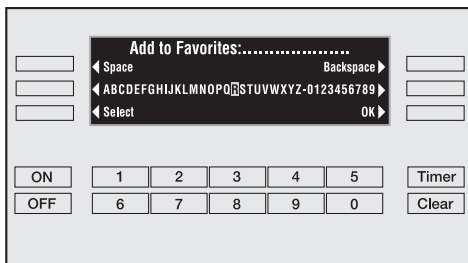 Add to Favorites:....................
◀ Space Backspace ▶
◀ ABCDEFGHIJKLMNOPQRSTUVWXYZ-0123456789 ▶
◀ Select OK ▶
ON 1 2 3 4 5 Timer
OFF 6 7 8 9 0 Clear